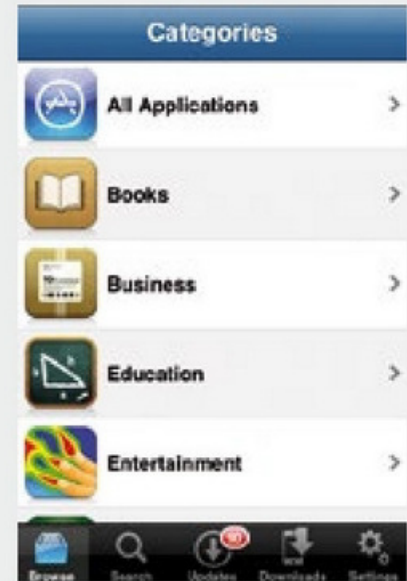 Categories
All Applications
Books
Business
Education
Entertainment
Browse
Search
Updates
Downloads
Settings